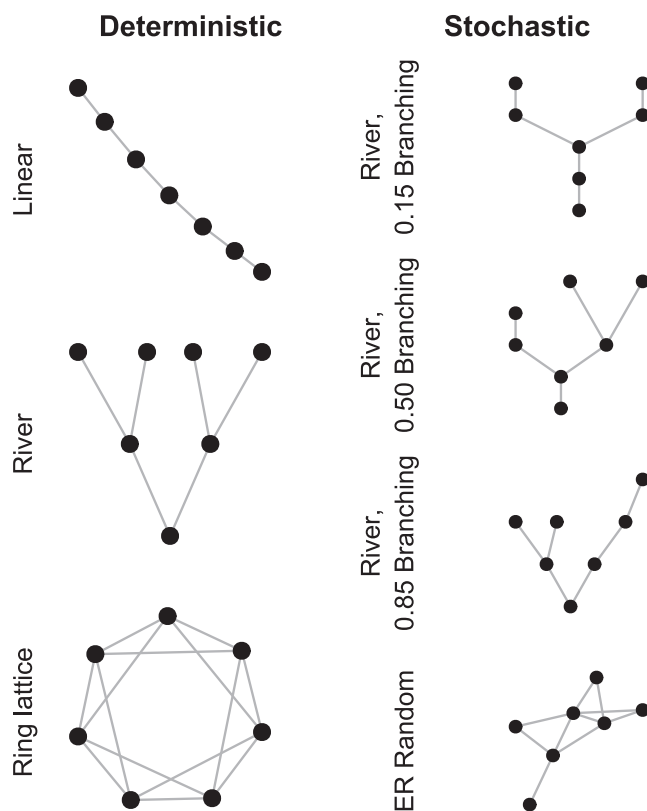 Deterministic
Stochastic
Linear
River
Ring lattice
River,
0.15 Branching
River,
0.50 Branching
River,
0.85 Branching
ER Random